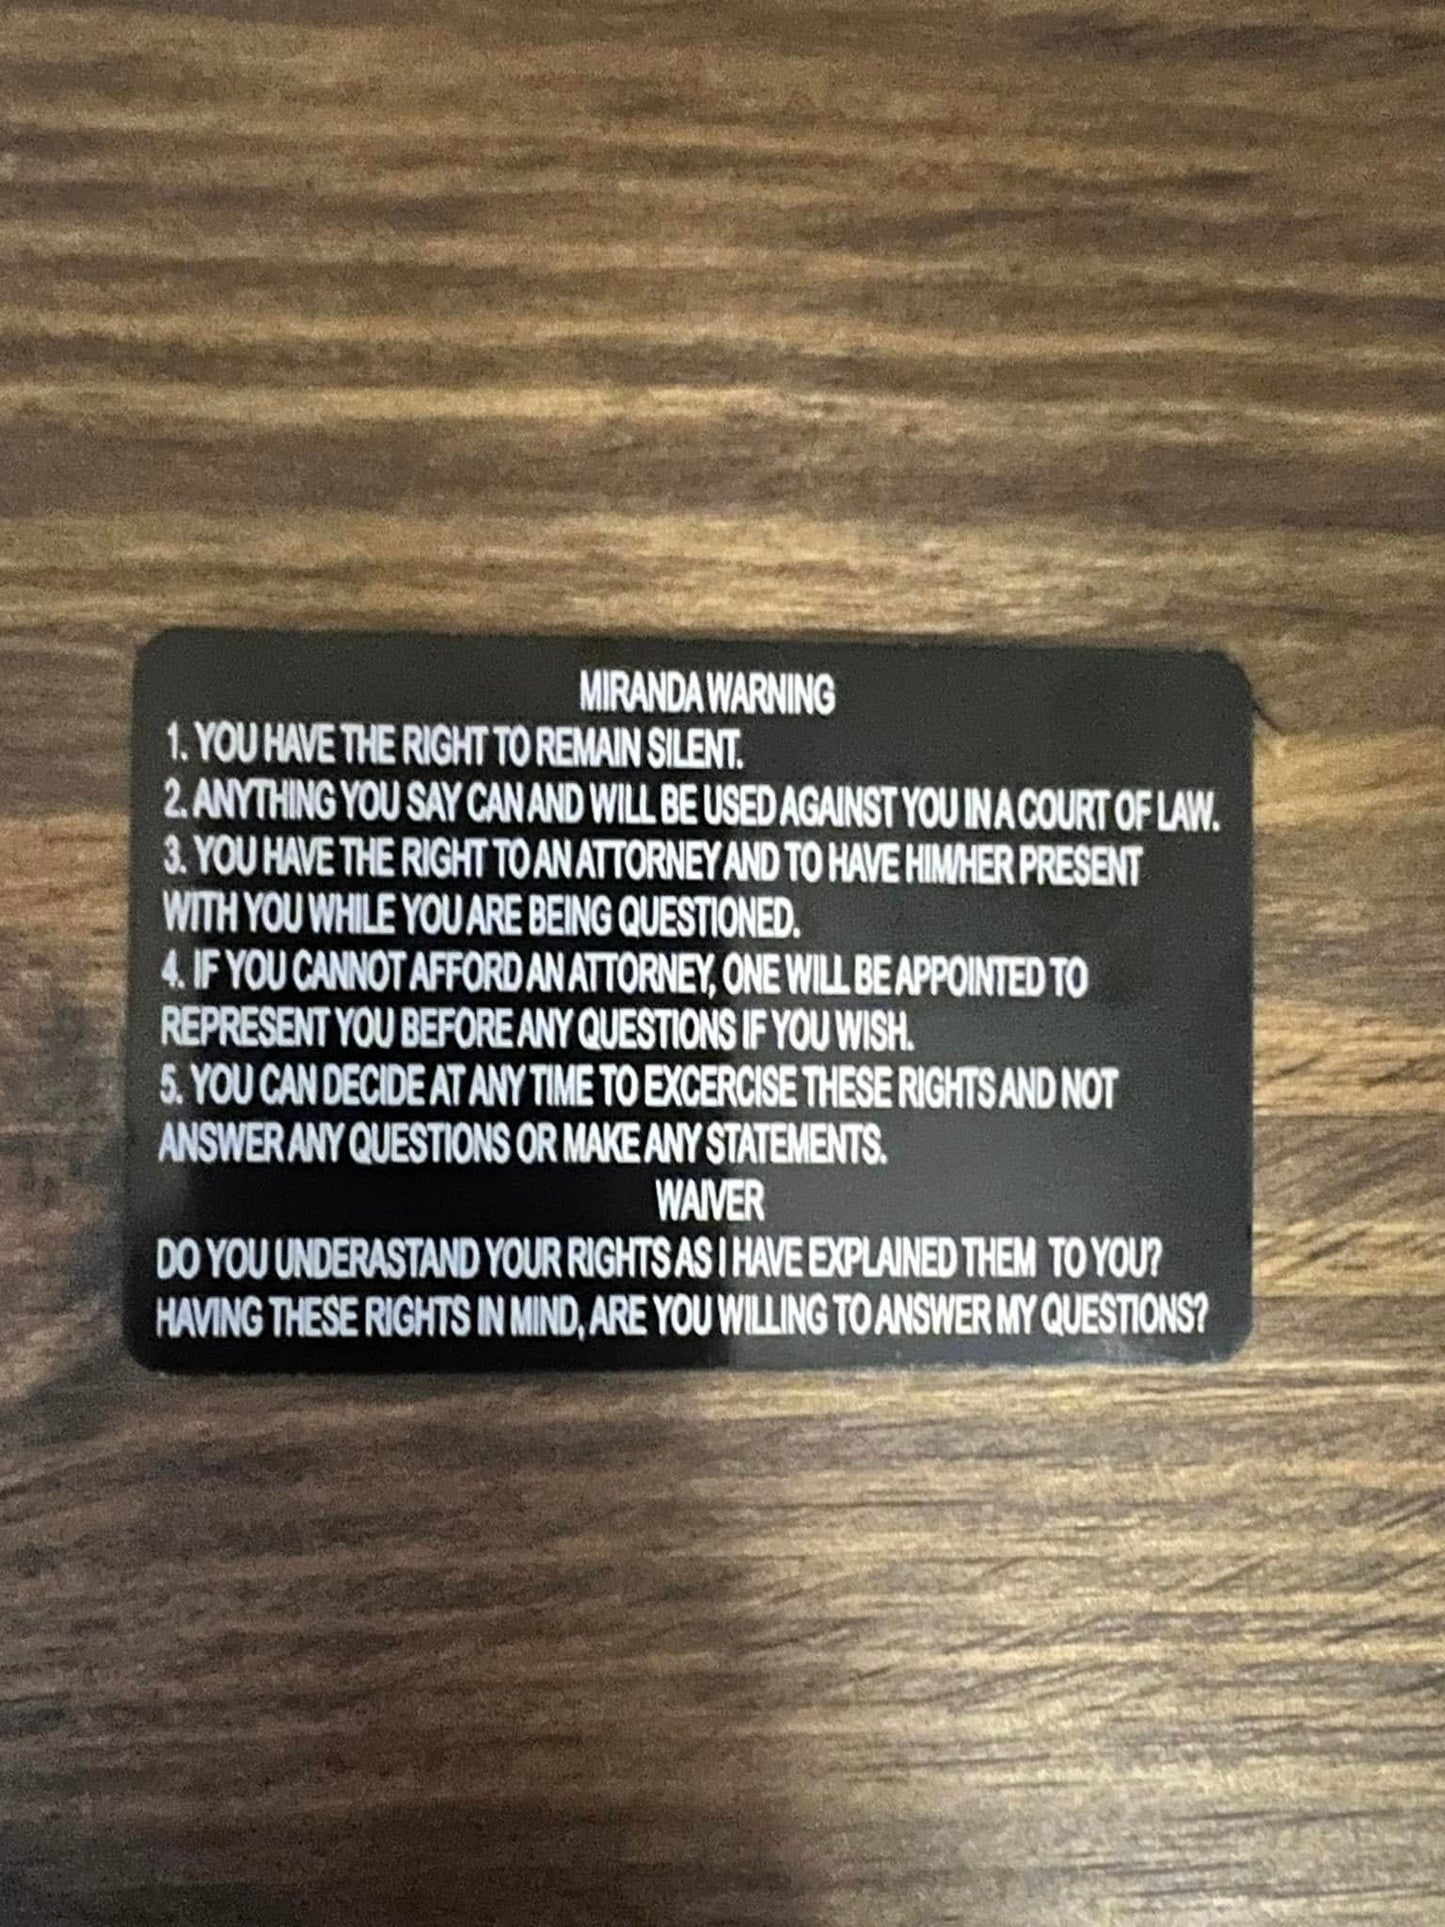 MIRANDA WARNING
1. YOU HAVE THE RIGHT TO REMAIN SILENT.
2. ANYTHING YOU SAY CAN AND WILL BE USED AGAINST YOU IN A COURT OF LAW.
3. YOU HAVE THE RIGHT TO AN ATTORNEY AND TO HAVE HIM/HER PRESENT
WITH YOU WHILE YOU ARE BEING QUESTIONED.
4. IF YOU CANNOT AFFORD AN ATTORNEY, ONE WILL BE APPOINTED TO
REPRESENT YOU BEFORE ANY QUESTIONS IF YOU WISH.
5. YOU CAN DECIDE AT ANY TIME TO EXCERCISE THESE RIGHTS AND NOT
ANSWER ANY QUESTIONS OR MAKE ANY STATEMENTS.
WAIVER
DO YOU UNDERASTAND YOUR RIGHTS AS I HAVE EXPLAINED THEM TO YOU?
HAVING THESE RIGHTS IN MIND, ARE YOU WILLING TO ANSWER MY QUESTIONS?